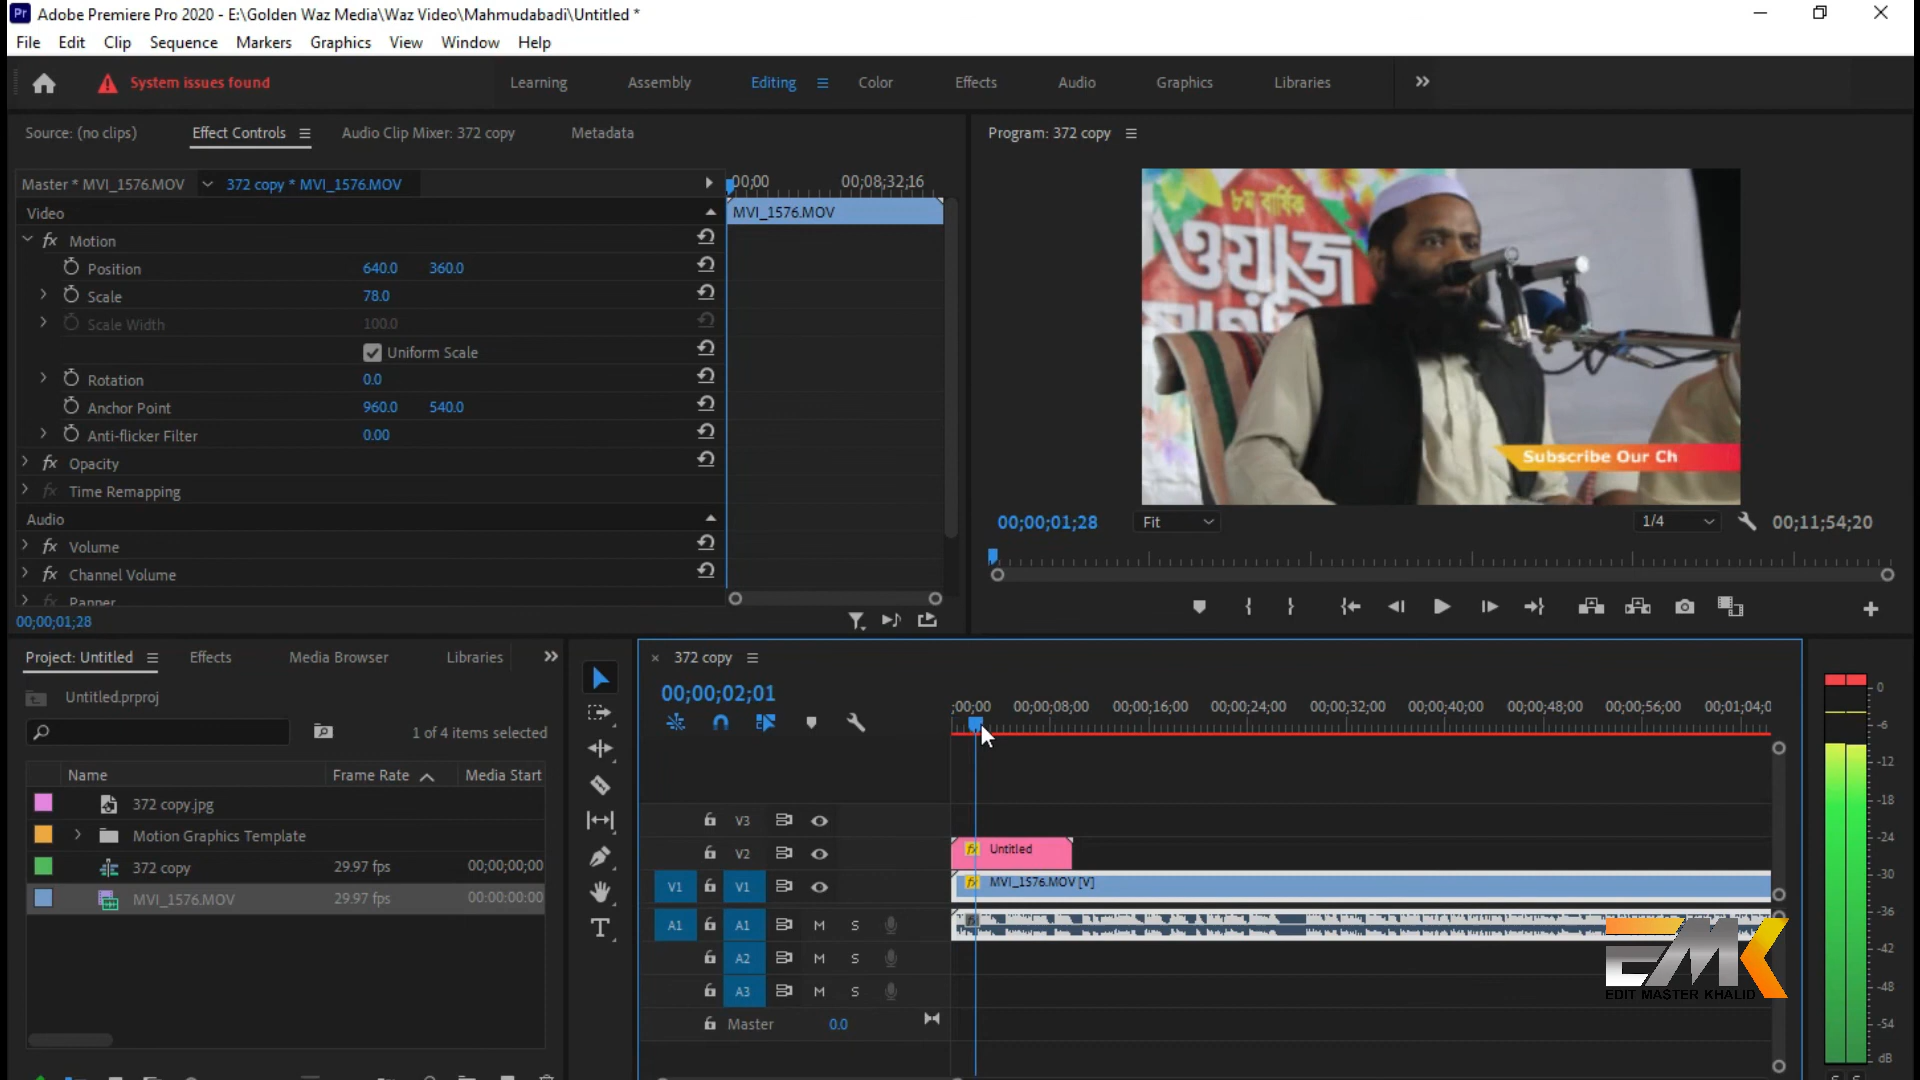 Pr Adobe Premiere Pro 2020 - E:\Golden Waz Media\Waz Video\Mahmudabadi\Untitled *
File Edit Clip Sequence Markers Graphics View Window Help
System issues found Learning Assembly Editing Color Effects Audio Graphics Libraries
Source: (no clips) Effect Controls Audio Clip Mixer: 372 copy Metadata
Master * MVI_1576.MOV 372 copy * MVI_1576.MOV
;00;00 00;08;32;16
MVI_1576.MOV
Video
fx Motion
Position 640.0 360.0
Scale 78.0
Scale Width 100.0
Uniform Scale
Rotation 0.0
Anchor Point 960.0 540.0
Anti-flicker Filter 0.00
fx Opacity
fx Time Remapping
Audio
fx Volume
fx Channel Volume
fx Panner
00;00;01;28
Program: 372 copy
৮ম বার্ষিক
ওয়াজ
Subscribe Our Ch
00;00;01;28 Fit 1/4 00;11;54;20
Project: Untitled Effects Media Browser Libraries
Untitled.prproj
1 of 4 items selected
Name Frame Rate Media Start
372 copy.jpg
Motion Graphics Template
372 copy 29.97 fps 00;00;00;00
MVI_1576.MOV 29.97 fps 00:00:00:00
372 copy
00;00;02;01
;00;00 00;00;08;00 00;00;16;00 00;00;24;00 00;00;32;00 00;00;40;00 00;00;48;00 00;00;56;00 00;01;04;0
V3
V2 fx Untitled
V1 V1 fx MVI_1576.MOV [V]
A1 A1 M S fx
A2 M S
A3 M S
Master 0.0
EMK
EDIT MASTER KHALID
0
-6
-12
-18
-24
-30
-36
-42
-48
-54
dB
S S